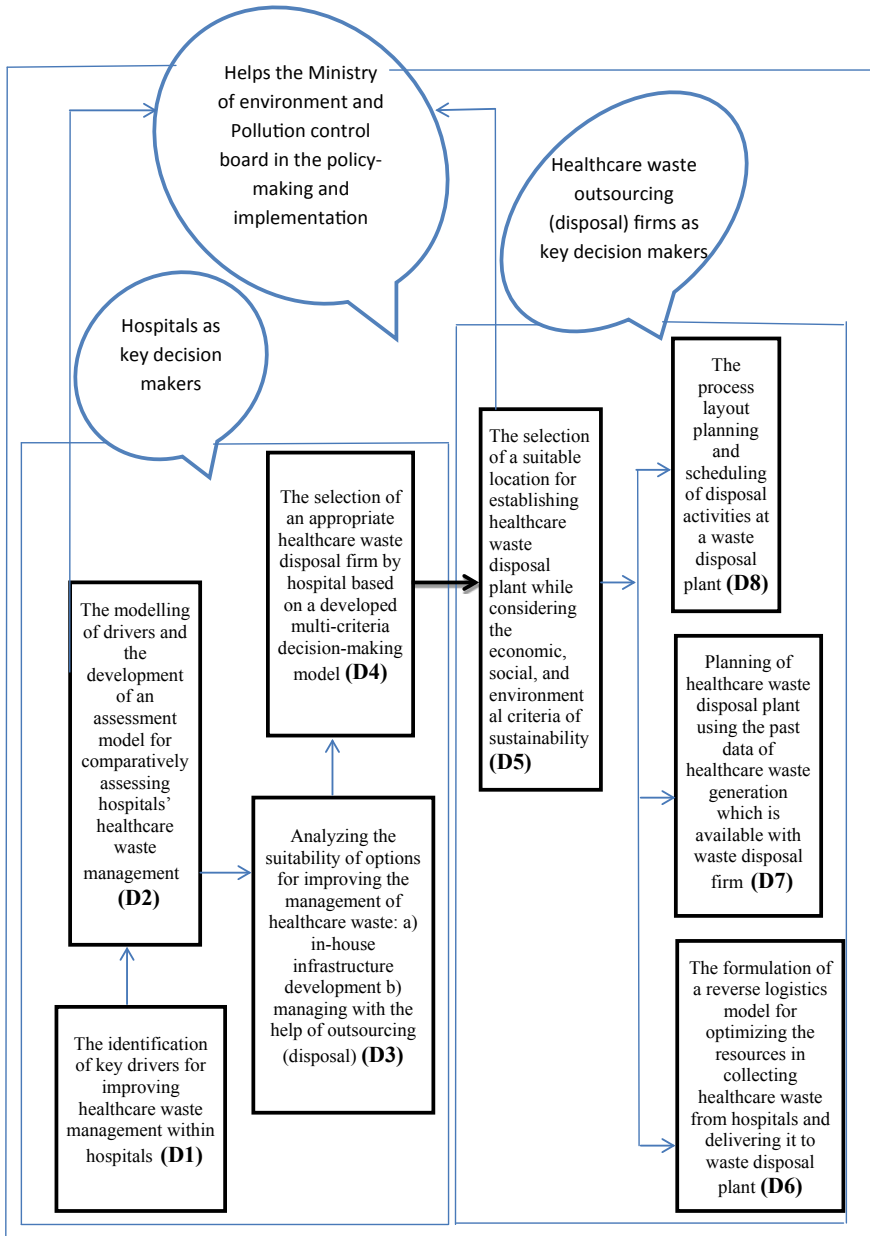 Helps the Ministry
of environment and
Pollution control
board in the policy-
making and
implementation
Healthcare waste
outsourcing
(disposal) firms as
key decision makers
Hospitals as
key decision
makers
The
process
layout
planning
and
scheduling
of disposal
activities at
a waste
disposal
plant (D8)
The selection
of a suitable
location for
establishing
healthcare
waste
disposal
plant while
considering
the
economic,
social, and
environment
al criteria of
sustainability
(D5)
The selection of
an appropriate
healthcare waste
disposal firm by
hospital based
on a developed
multi-criteria
decision-making
model (D4)
The modelling
of drivers and
the
development
of an
assessment
model for
comparatively
assessing
hospitals'
healthcare
waste
management
(D2)
Planning of
healthcare waste
disposal plant
using the past
data of
healthcare waste
generation
which is
available with
waste disposal
firm (D7)
Analyzing the
suitability of options
for improving the
management of
healthcare waste: a)
in-house
infrastructure
development b)
managing with the
help of outsourcing
(disposal) (D3)
The identification
of key drivers for
improving
healthcare waste
management within
hospitals (D1)
The formulation of
a reverse logistics
model for
optimizing the
resources in
collecting
healthcare waste
from hospitals and
delivering it to
waste disposal
plant (D6)